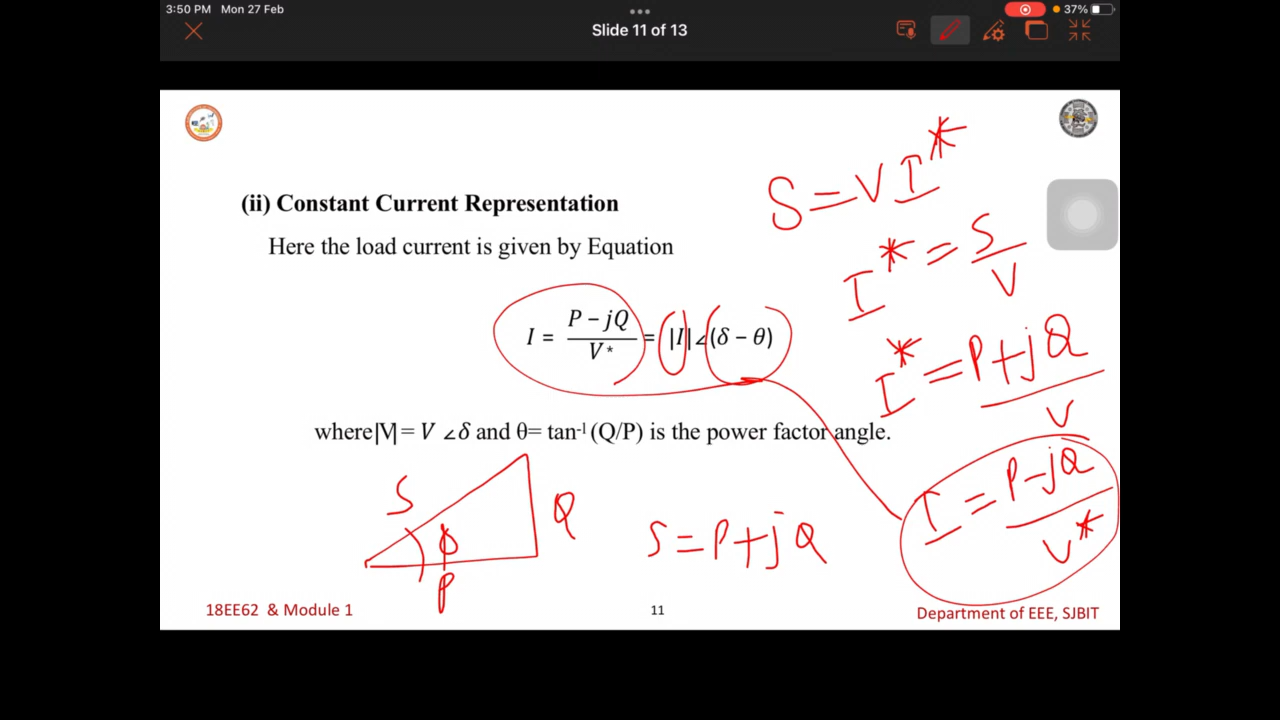 3:50 PM Mon 27 Feb
37%
Slide 11 of 13
(ii) Constant Current Representation
Here the load current is given by Equation
I = P − jQ / V* = |I|∠(δ − θ)
where|V|= V ∠δ and θ= tan-1 (Q/P) is the power factor angle.
S = V I*
I* = S / V
I* = P + jQ / V
I = P − jQ / V*
S
Q
ϕ
P
S = P + jQ
18EE62 & Module 1
11
Department of EEE, SJBIT